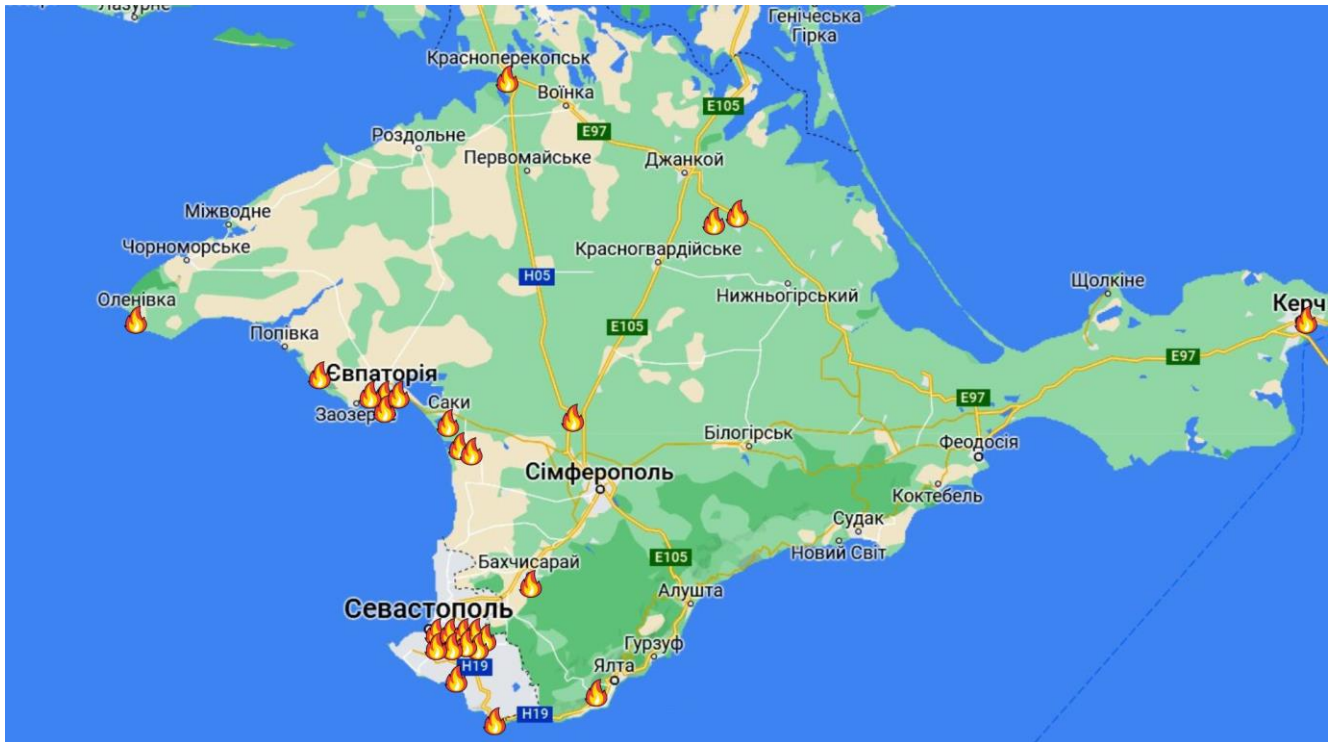 Лазурне
Генічеська
Гірка
Красноперекопськ
Воїнка
E105
E97
Роздольне
Первомайське
Джанкой
Міжводне
Чорноморське
Красногвардійське
H05
Оленівка
Нижньогірський
Щолкіне
Керч
Попівка
E105
E97
Євпаторія
Заозерне
Саки
E97
Білогірськ
Феодосія
Сімферополь
Коктебель
Судак
Новий Світ
Бахчисарай
E105
Алушта
Севастополь
Гурзуф
H19
Ялта
H19